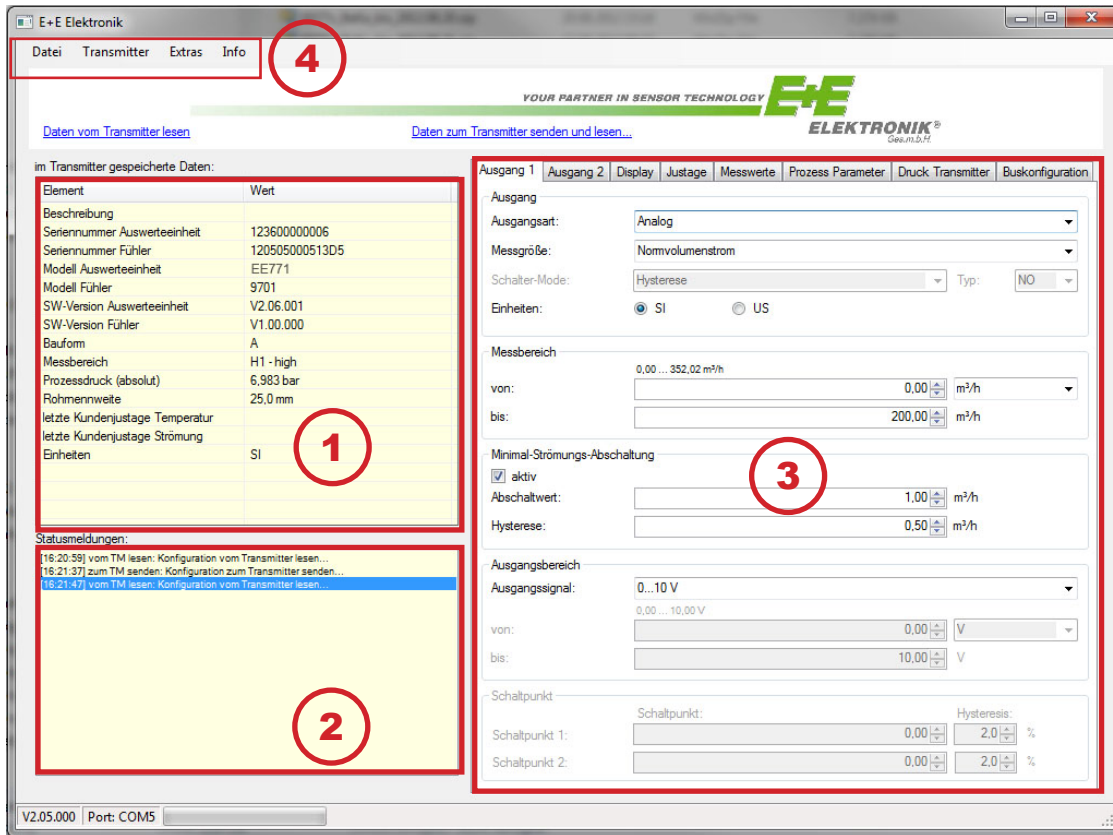 E+E Elektronik
Datei Transmitter Extras Info
4
YOUR PARTNER IN SENSOR TECHNOLOGY
E+E
ELEKTRONIK®
Ges.m.b.H.
Daten vom Transmitter lesen
Daten zum Transmitter senden und lesen...
im Transmitter gespeicherte Daten:
Element Wert
Beschreibung
Seriennummer Auswerteeinheit 123600000006
Seriennummer Fühler 120505000513D5
Modell Auswerteeinheit EE771
Modell Fühler 9701
SW-Version Auswerteeinheit V2.06.001
SW-Version Fühler V1.00.000
Bauform A
Messbereich H1 - high
Prozessdruck (absolut) 6,983 bar
Rohrnennweite 25,0 mm
letzte Kundenjustage Temperatur
letzte Kundenjustage Strömung
Einheiten SI
1
Statusmeldungen:
[16:20:59] vom TM lesen: Konfiguration vom Transmitter lesen...
[16:21:37] zum TM senden: Konfiguration zum Transmitter senden...
[16:21:47] vom TM lesen: Konfiguration vom Transmitter lesen...
2
Ausgang 1 Ausgang 2 Display Justage Messwerte Prozess Parameter Druck Transmitter Buskonfiguration
Ausgang
Ausgangsart: Analog
Messgröße: Normvolumenstrom
Schalter-Mode: Hysterese Typ: NO
Einheiten: SI US
Messbereich
0,00 ... 352,02 m³/h
von: 0,00 m³/h
bis: 200,00 m³/h
Minimal-Strömungs-Abschaltung
aktiv
Abschaltwert: 1,00 m³/h
Hysterese: 0,50 m³/h
3
Ausgangsbereich
Ausgangssignal: 0...10 V
0,00 ... 10,00 V
von: 0,00 V
bis: 10,00 V
Schaltpunkt
Schaltpunkt: Hysteresis:
Schaltpunkt 1: 0,00 2,0 %
Schaltpunkt 2: 0,00 2,0 %
V2.05.000 Port: COM5